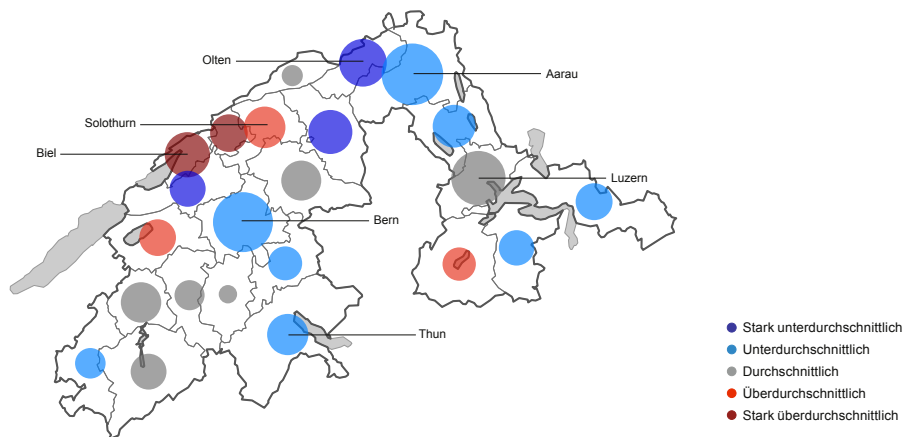 Olten
Aarau
Solothurn
Biel
Luzern
Bern
Thun
Stark unterdurchschnittlich
Unterdurchschnittlich
Durchschnittlich
Überdurchschnittlich
Stark überdurchschnittlich